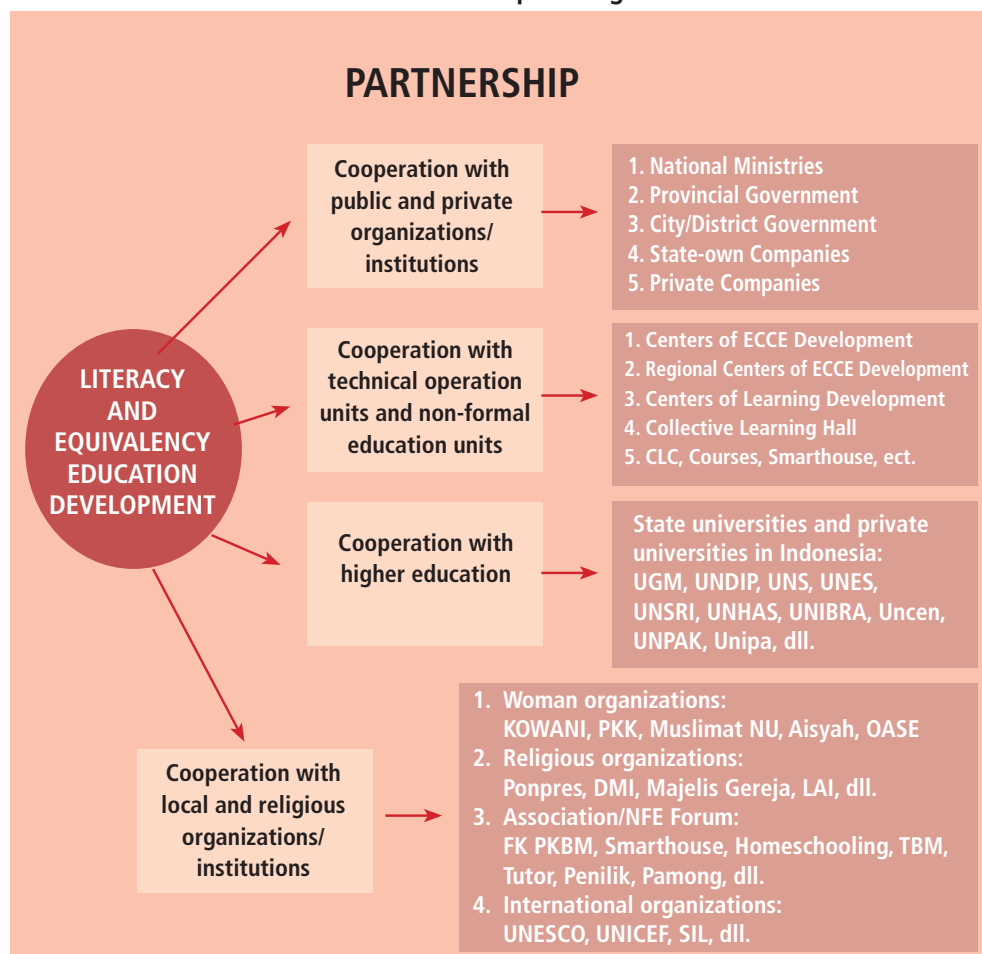 PARTNERSHIP
Cooperation with
public and private
organizations/
institutions
1. National Ministries
2. Provincial Government
3. City/District Government
4. State-own Companies
5. Private Companies
LITERACY
AND
EQUIVALENCY
EDUCATION
DEVELOPMENT
Cooperation with
technical operation
units and non-formal
education units
1. Centers of ECCE Development
2. Regional Centers of ECCE Development
3. Centers of Learning Development
4. Collective Learning Hall
5. CLC, Courses, Smarthouse, ect.
Cooperation with
higher education
State universities and private
universities in Indonesia:
UGM, UNDIP, UNS, UNES,
UNSRI, UNHAS, UNIBRA, Uncen,
UNPAK, Unipa, dll.
Cooperation with
local and religious
organizations/
institutions
1. Woman organizations:
KOWANI, PKK, Muslimat NU, Aisyah, OASE
2. Religious organizations:
Ponpres, DMI, Majelis Gereja, LAI, dll.
3. Association/NFE Forum:
FK PKBM, Smarthouse, Homeschooling, TBM,
Tutor, Penilik, Pamong, dll.
4. International organizations:
UNESCO, UNICEF, SIL, dll.